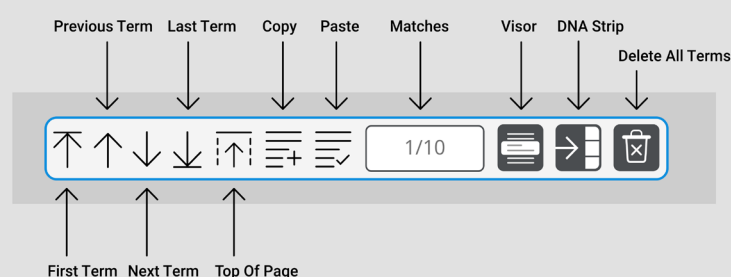 Previous Term Last Term Copy Paste Matches Visor DNA Strip
Delete All Terms
1/10
First Term Next Term Top Of Page